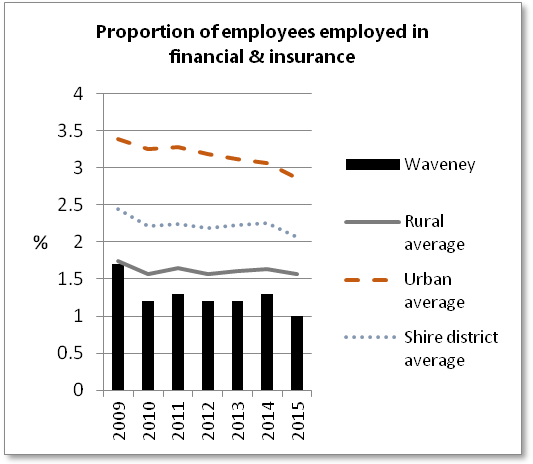 Proportion of employees employed in
financial & insurance
4
3.5
3
2.5
2
1.5
1
0.5
0
%
2009
2010
2011
2012
2013
2014
2015
Waveney
Rural
average
Urban
average
Shire district
average